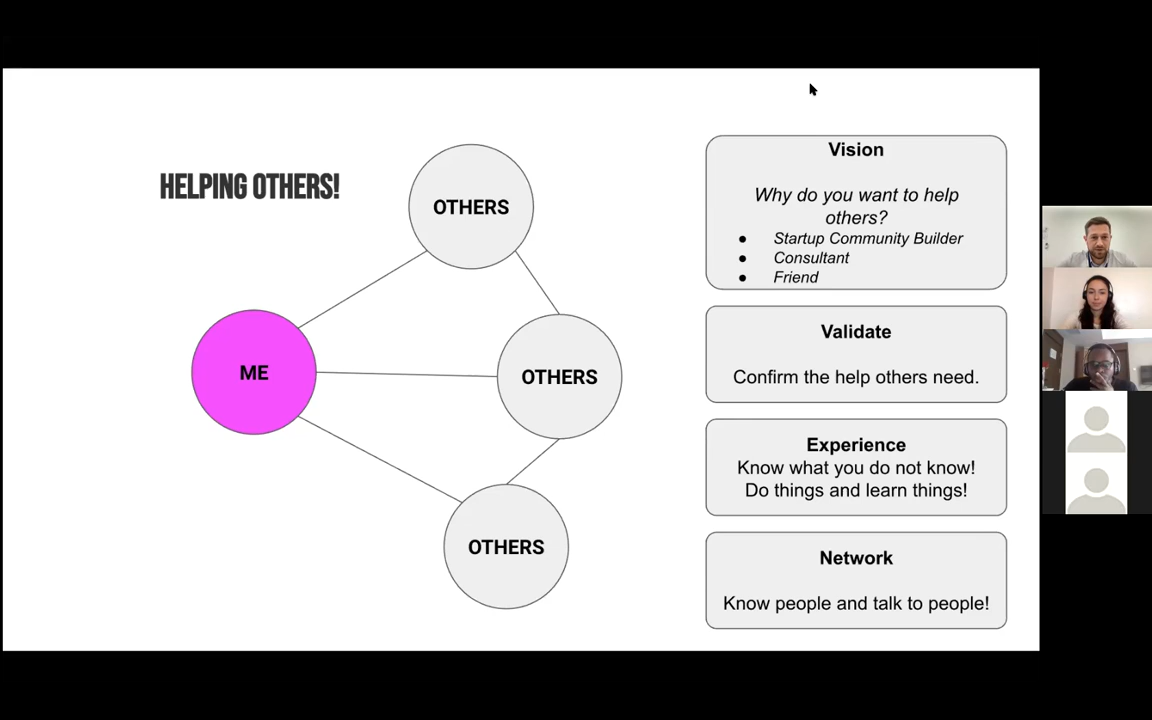 HELPING OTHERS!
OTHERS
ME
OTHERS
OTHERS
Vision
Why do you want to help
others?
● Startup Community Builder
● Consultant
● Friend
Validate
Confirm the help others need.
Experience
Know what you do not know!
Do things and learn things!
Network
Know people and talk to people!